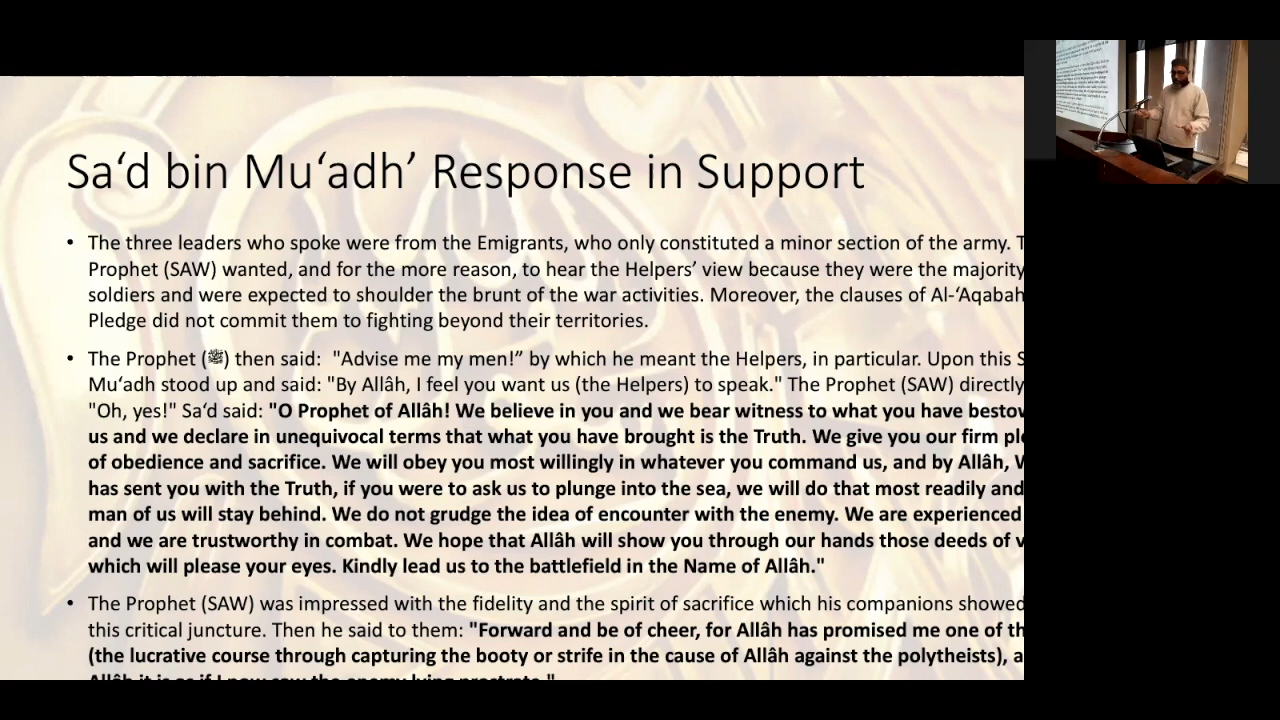 Sa‘d bin Mu‘adh’ Response in Support
• The three leaders who spoke were from the Emigrants, who only constituted a minor section of the army.
Prophet (SAW) wanted, and for the more reason, to hear the Helpers’ view because they were the majority
soldiers and were expected to shoulder the brunt of the war activities. Moreover, the clauses of Al-‘Aqabah
Pledge did not commit them to fighting beyond their territories.
• The Prophet (ﷺ) then said: "Advise me my men!” by which he meant the Helpers, in particular. Upon this
Mu‘adh stood up and said: "By Allâh, I feel you want us (the Helpers) to speak." The Prophet (SAW) directly
"Oh, yes!" Sa‘d said: "O Prophet of Allâh! We believe in you and we bear witness to what you have
us and we declare in unequivocal terms that what you have brought is the Truth. We give you our firm
of obedience and sacrifice. We will obey you most willingly in whatever you command us, and by Allâh,
has sent you with the Truth, if you were to ask us to plunge into the sea, we will do that most readily and
man of us will stay behind. We do not grudge the idea of encounter with the enemy. We are experienced
and we are trustworthy in combat. We hope that Allâh will show you through our hands those deeds of
which will please your eyes. Kindly lead us to the battlefield in the Name of Allâh."
• The Prophet (SAW) was impressed with the fidelity and the spirit of sacrifice which his companions showed
this critical juncture. Then he said to them: "Forward and be of cheer, for Allâh has promised me one of
(the lucrative course through capturing the booty or strife in the cause of Allâh against the polytheists),
Allâh it is as if I now saw the enemy lying prostrate."